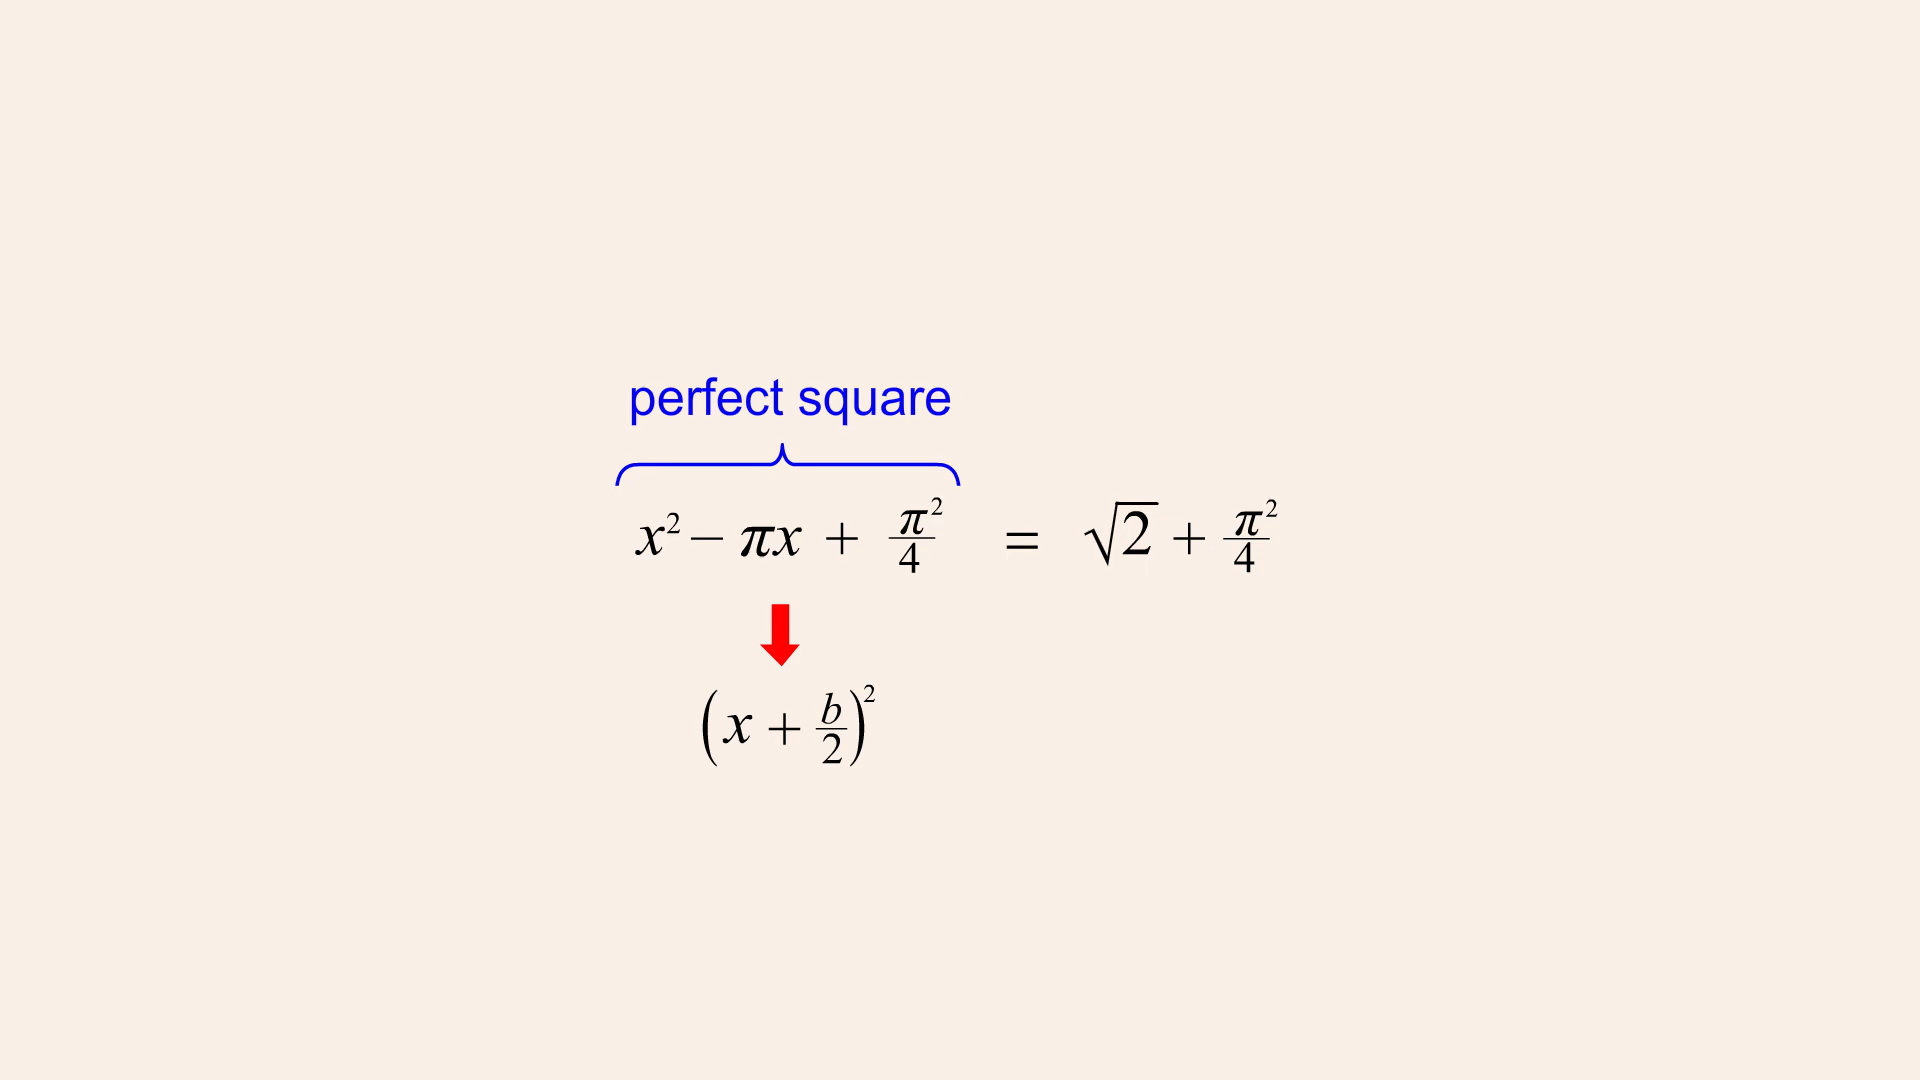 perfect square
x² − πx + π²/4 = √2 + π²/4
(x + b/2)²